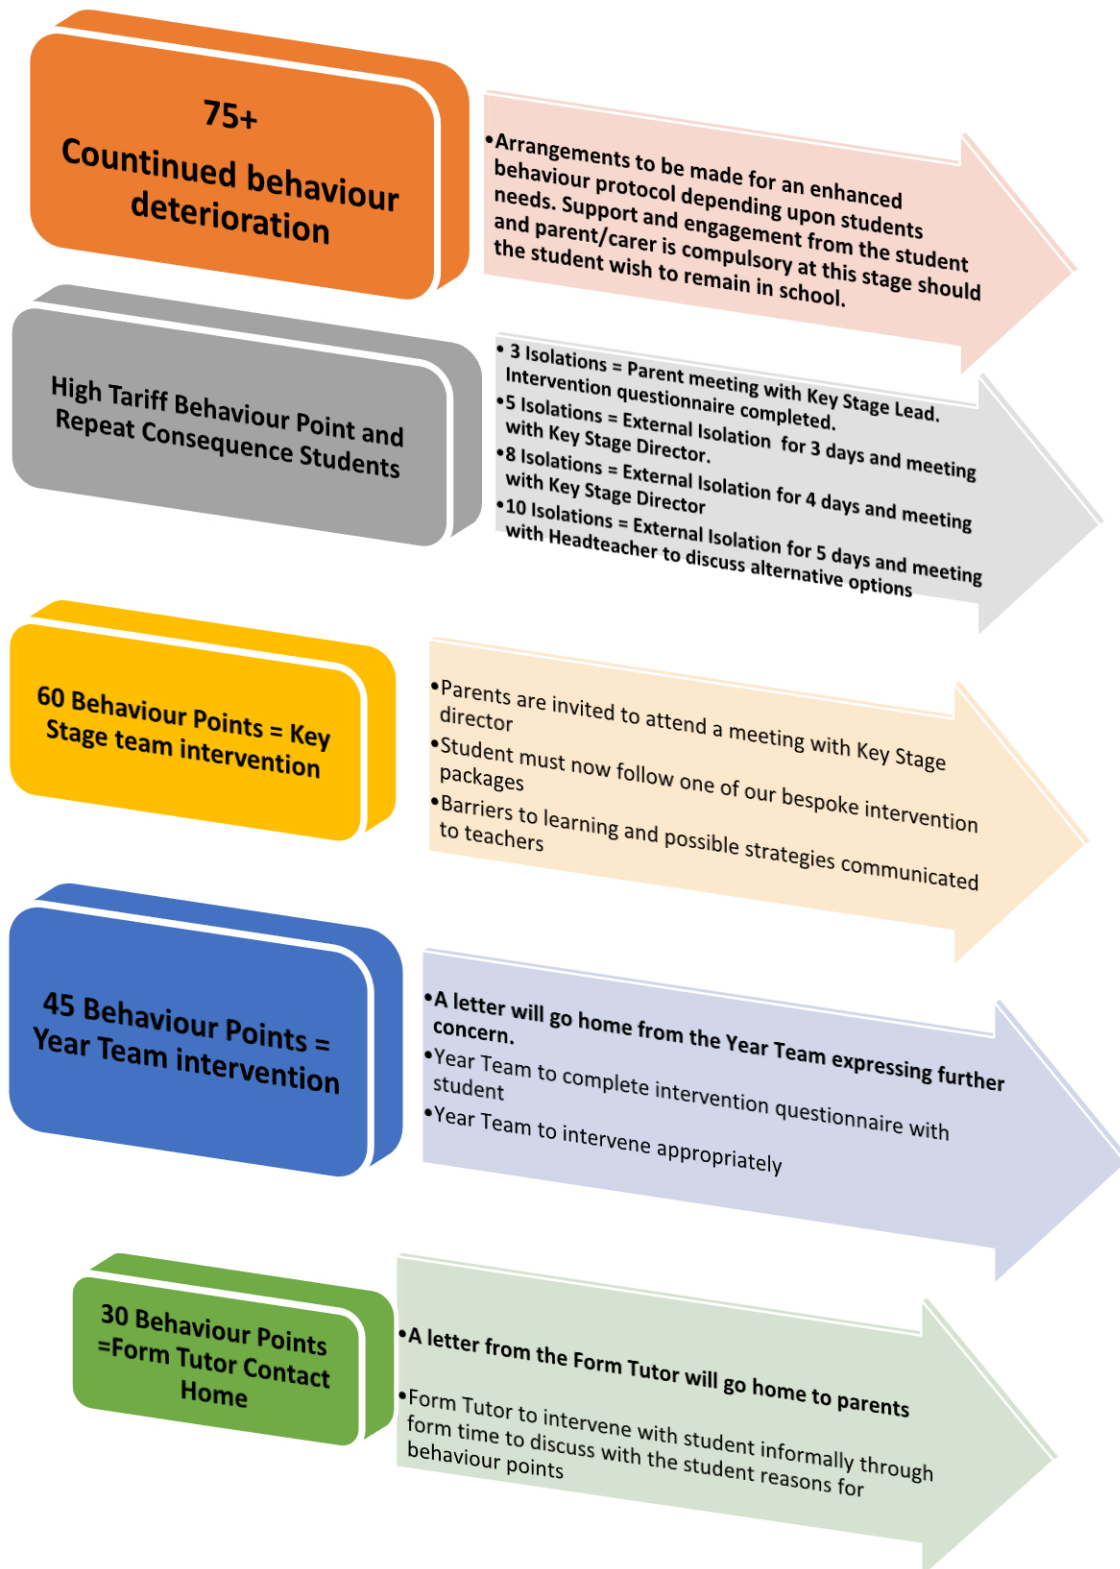 75+
Countinued behaviour
deterioration
•Arrangements to be made for an enhanced
behaviour protocol depending upon students
needs. Support and engagement from the student
and parent/carer is compulsory at this stage should
the student wish to remain in school.
High Tariff Behaviour Point and
Repeat Consequence Students
• 3 Isolations = Parent meeting with Key Stage Lead.
Intervention questionnaire completed.
•5 Isolations = External Isolation for 3 days and meeting
with Key Stage Director.
•8 Isolations = External Isolation for 4 days and meeting
with Key Stage Director
•10 Isolations = External Isolation for 5 days and meeting
with Headteacher to discuss alternative options
60 Behaviour Points = Key
Stage team intervention
•Parents are invited to attend a meeting with Key Stage
director
•Student must now follow one of our bespoke intervention
packages
•Barriers to learning and possible strategies communicated
to teachers
45 Behaviour Points =
Year Team intervention
•A letter will go home from the Year Team expressing further
concern.
•Year Team to complete intervention questionnaire with
student
•Year Team to intervene appropriately
30 Behaviour Points
=Form Tutor Contact
Home
•A letter from the Form Tutor will go home to parents
•Form Tutor to intervene with student informally through
form time to discuss with the student reasons for
behaviour points